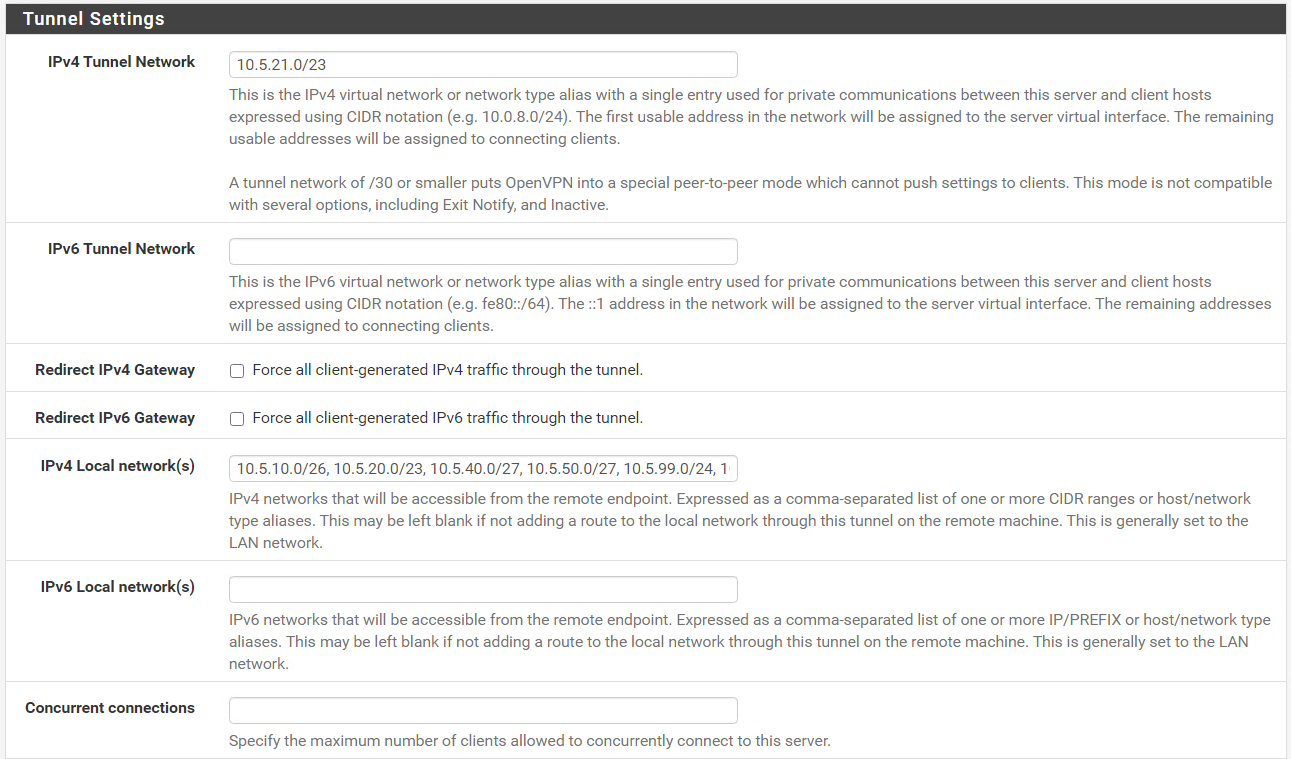 Tunnel Settings
IPv4 Tunnel Network
10.5.21.0/23
This is the IPv4 virtual network or network type alias with a single entry used for private communications between this server and client hosts
expressed using CIDR notation (e.g. 10.0.8.0/24). The first usable address in the network will be assigned to the server virtual interface. The remaining
usable addresses will be assigned to connecting clients.
A tunnel network of /30 or smaller puts OpenVPN into a special peer-to-peer mode which cannot push settings to clients. This mode is not compatible
with several options, including Exit Notify, and Inactive.
IPv6 Tunnel Network
This is the IPv6 virtual network or network type alias with a single entry used for private communications between this server and client hosts
expressed using CIDR notation (e.g. fe80::/64). The ::1 address in the network will be assigned to the server virtual interface. The remaining addresses
will be assigned to connecting clients.
Redirect IPv4 Gateway
Force all client-generated IPv4 traffic through the tunnel.
Redirect IPv6 Gateway
Force all client-generated IPv6 traffic through the tunnel.
IPv4 Local network(s)
10.5.10.0/26, 10.5.20.0/23, 10.5.40.0/27, 10.5.50.0/27, 10.5.99.0/24, 1
IPv4 networks that will be accessible from the remote endpoint. Expressed as a comma-separated list of one or more CIDR ranges or host/network
type aliases. This may be left blank if not adding a route to the local network through this tunnel on the remote machine. This is generally set to the
LAN network.
IPv6 Local network(s)
IPv6 networks that will be accessible from the remote endpoint. Expressed as a comma-separated list of one or more IP/PREFIX or host/network type
aliases. This may be left blank if not adding a route to the local network through this tunnel on the remote machine. This is generally set to the LAN
network.
Concurrent connections
Specify the maximum number of clients allowed to concurrently connect to this server.